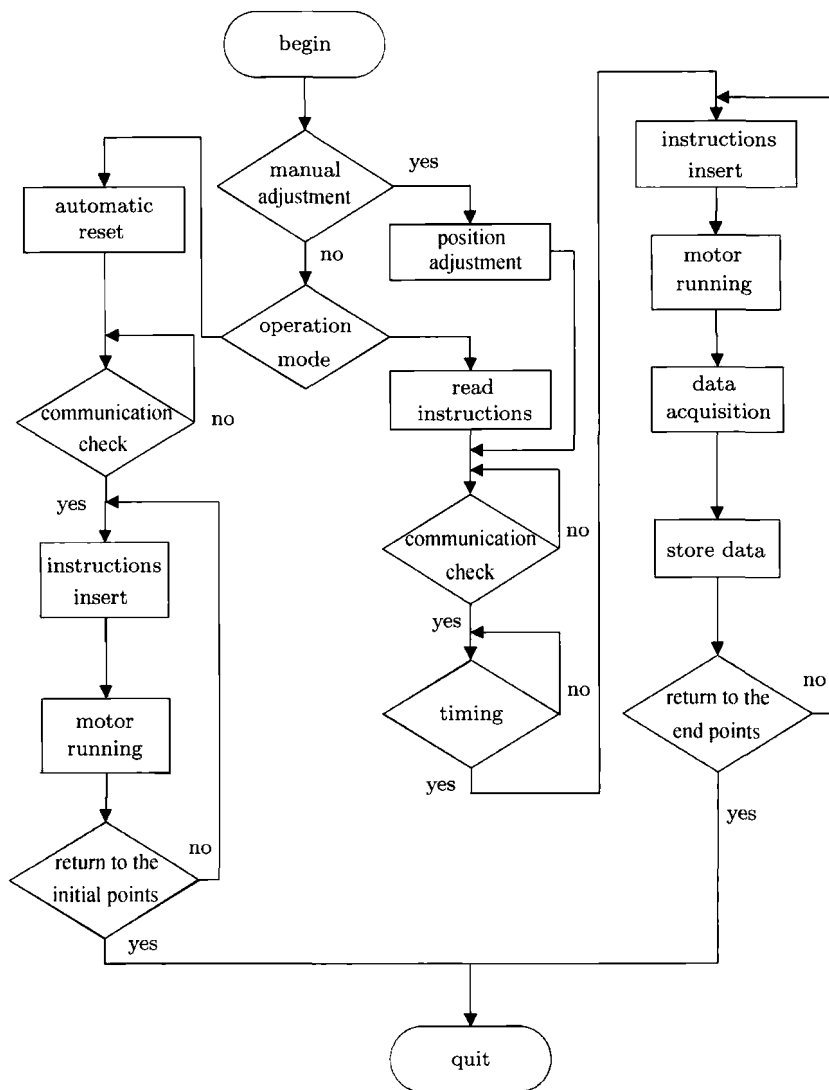 begin
manual
adjustment
yes
no
automatic
reset
position
adjustment
operation
mode
read
instructions
communication
check
no
yes
instructions
insert
motor
running
return to the
initial points
no
yes
communication
check
no
yes
timing
no
yes
instructions
insert
motor
running
data
acquisition
store data
return to the
end points
no
yes
quit